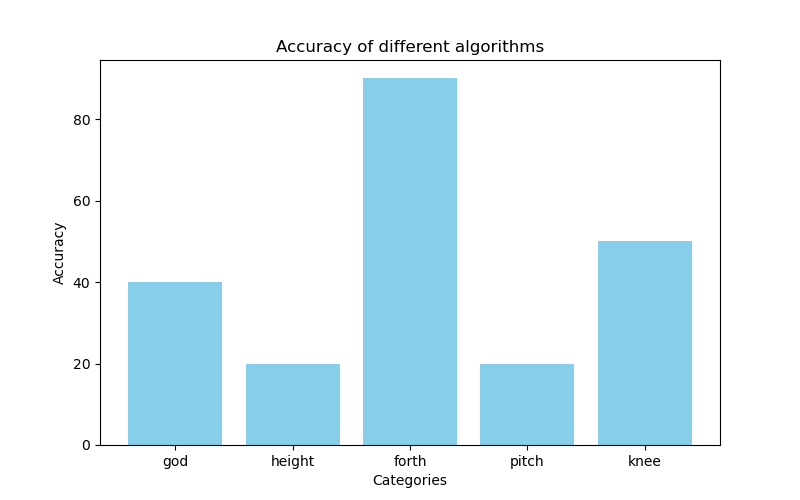 Accuracy of different algorithms
Accuracy
80
60
40
20
0
god height forth pitch knee
Categories